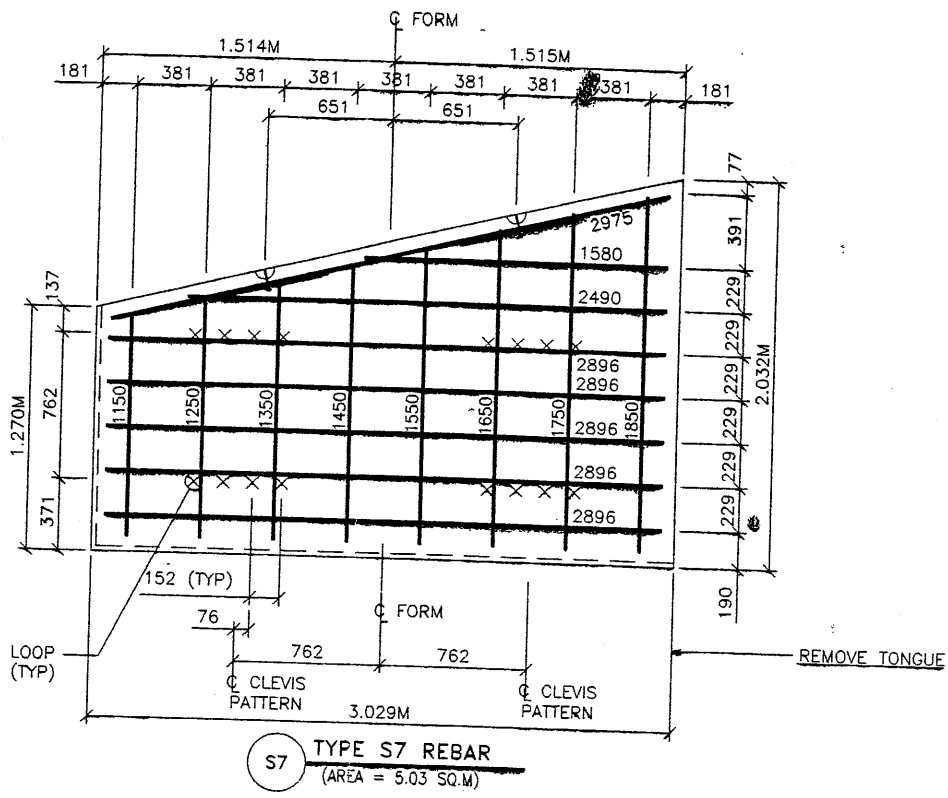 ℄ FORM
1.514M
1.515M
181
381
381
381
381
381
381
381
181
651
651
77
391
229
229
229
229
229
229
190
2.032M
137
762
371
1.270M
2975
1580
2490
2896
2896
2896
2896
2896
1150
1250
1350
1450
1550
1650
1750
1850
152 (TYP)
76
℄ FORM
762
762
LOOP
(TYP)
℄ CLEVIS
PATTERN
℄ CLEVIS
PATTERN
REMOVE TONGUE
3.029M
S7
TYPE S7 REBAR
(AREA = 5.03 SQ.M)